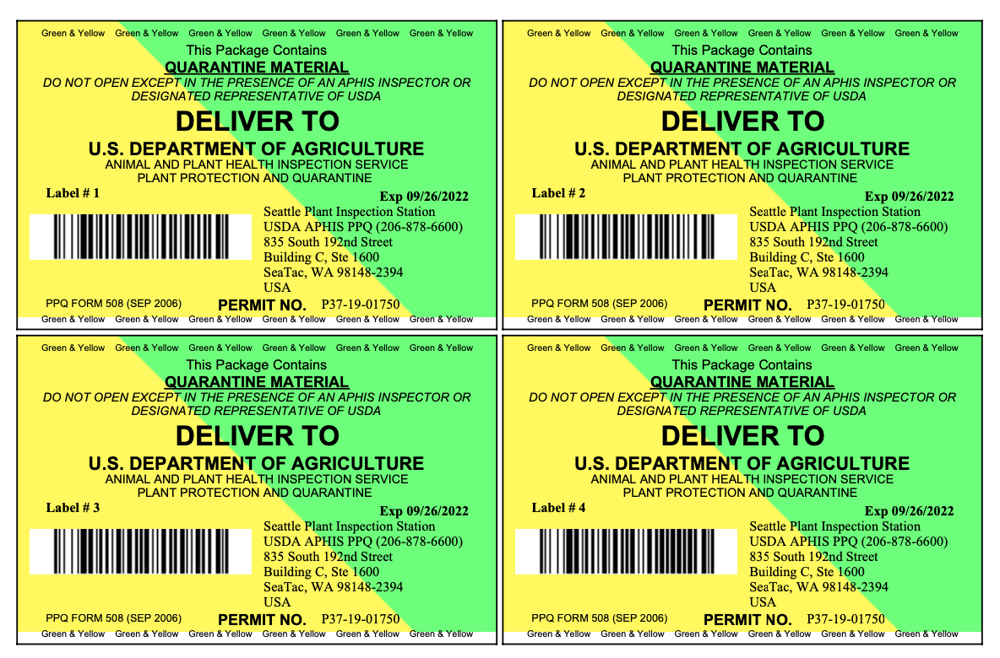 Green & Yellow Green & Yellow Green & Yellow Green & Yellow Green & Yellow Green & Yellow
This Package Contains
QUARANTINE MATERIAL
DO NOT OPEN EXCEPT IN THE PRESENCE OF AN APHIS INSPECTOR OR
DESIGNATED REPRESENTATIVE OF USDA
DELIVER TO
U.S. DEPARTMENT OF AGRICULTURE
ANIMAL AND PLANT HEALTH INSPECTION SERVICE
PLANT PROTECTION AND QUARANTINE
Label # 1
Exp 09/26/2022
Seattle Plant Inspection Station
USDA APHIS PPQ (206-878-6600)
835 South 192nd Street
Building C, Ste 1600
SeaTac, WA 98148-2394
USA
PPQ FORM 508 (SEP 2006) PERMIT NO. P37-19-01750
Green & Yellow Green & Yellow Green & Yellow Green & Yellow Green & Yellow Green & Yellow
Green & Yellow Green & Yellow Green & Yellow Green & Yellow Green & Yellow Green & Yellow
This Package Contains
QUARANTINE MATERIAL
DO NOT OPEN EXCEPT IN THE PRESENCE OF AN APHIS INSPECTOR OR
DESIGNATED REPRESENTATIVE OF USDA
DELIVER TO
U.S. DEPARTMENT OF AGRICULTURE
ANIMAL AND PLANT HEALTH INSPECTION SERVICE
PLANT PROTECTION AND QUARANTINE
Label # 2
Exp 09/26/2022
Seattle Plant Inspection Station
USDA APHIS PPQ (206-878-6600)
835 South 192nd Street
Building C, Ste 1600
SeaTac, WA 98148-2394
USA
PPQ FORM 508 (SEP 2006) PERMIT NO. P37-19-01750
Green & Yellow Green & Yellow Green & Yellow Green & Yellow Green & Yellow Green & Yellow
Green & Yellow Green & Yellow Green & Yellow Green & Yellow Green & Yellow Green & Yellow
This Package Contains
QUARANTINE MATERIAL
DO NOT OPEN EXCEPT IN THE PRESENCE OF AN APHIS INSPECTOR OR
DESIGNATED REPRESENTATIVE OF USDA
DELIVER TO
U.S. DEPARTMENT OF AGRICULTURE
ANIMAL AND PLANT HEALTH INSPECTION SERVICE
PLANT PROTECTION AND QUARANTINE
Label # 3
Exp 09/26/2022
Seattle Plant Inspection Station
USDA APHIS PPQ (206-878-6600)
835 South 192nd Street
Building C, Ste 1600
SeaTac, WA 98148-2394
USA
PPQ FORM 508 (SEP 2006) PERMIT NO. P37-19-01750
Green & Yellow Green & Yellow Green & Yellow Green & Yellow Green & Yellow Green & Yellow
Green & Yellow Green & Yellow Green & Yellow Green & Yellow Green & Yellow Green & Yellow
This Package Contains
QUARANTINE MATERIAL
DO NOT OPEN EXCEPT IN THE PRESENCE OF AN APHIS INSPECTOR OR
DESIGNATED REPRESENTATIVE OF USDA
DELIVER TO
U.S. DEPARTMENT OF AGRICULTURE
ANIMAL AND PLANT HEALTH INSPECTION SERVICE
PLANT PROTECTION AND QUARANTINE
Label # 4
Exp 09/26/2022
Seattle Plant Inspection Station
USDA APHIS PPQ (206-878-6600)
835 South 192nd Street
Building C, Ste 1600
SeaTac, WA 98148-2394
USA
PPQ FORM 508 (SEP 2006) PERMIT NO. P37-19-01750
Green & Yellow Green & Yellow Green & Yellow Green & Yellow Green & Yellow Green & Yellow